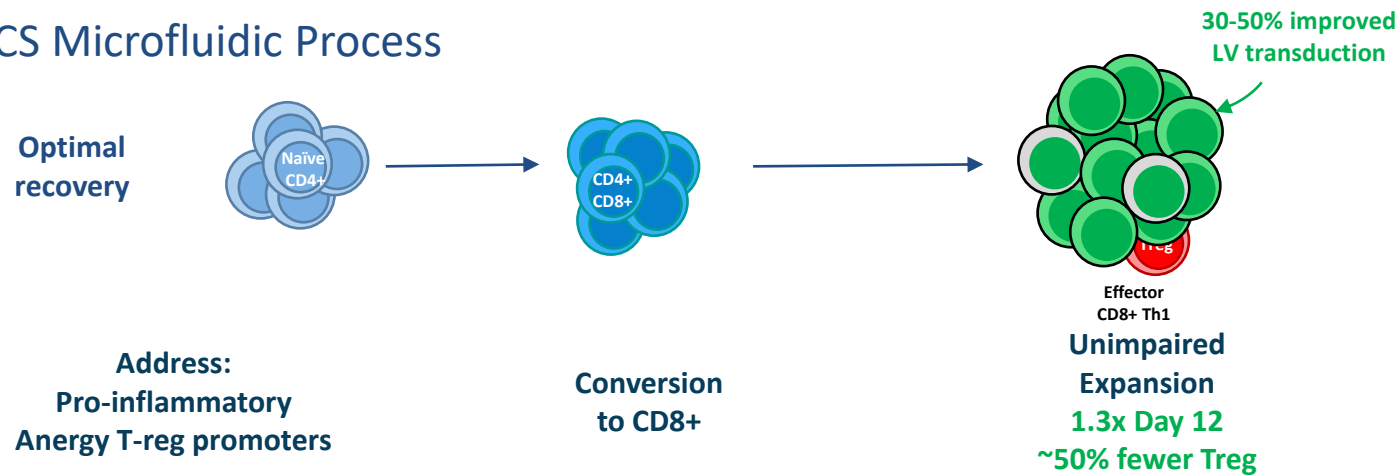 CS Microfluidic Process
30-50% improved
LV transduction
Optimal
recovery
Naïve
CD4+
CD4+
CD8+
Treg
Effector
CD8+ Th1
Address:
Pro-inflammatory
Anergy T-reg promoters
Conversion
to CD8+
Unimpaired
Expansion
1.3x Day 12
~50% fewer Treg